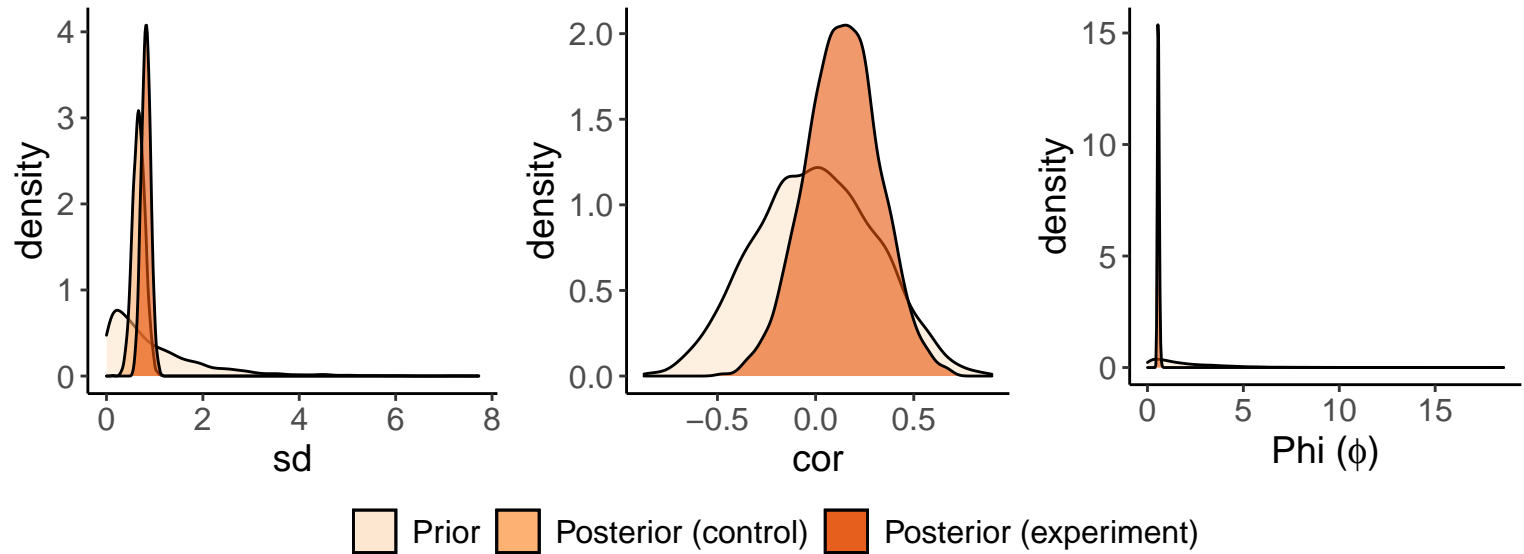 density
4
3
2
1
0
0 2 4 6 8
sd
density
2.0
1.5
1.0
0.5
0.0
−0.5 0.0 0.5
cor
density
15
10
5
0
0 5 10 15
Phi (ϕ)
Prior Posterior (control) Posterior (experiment)